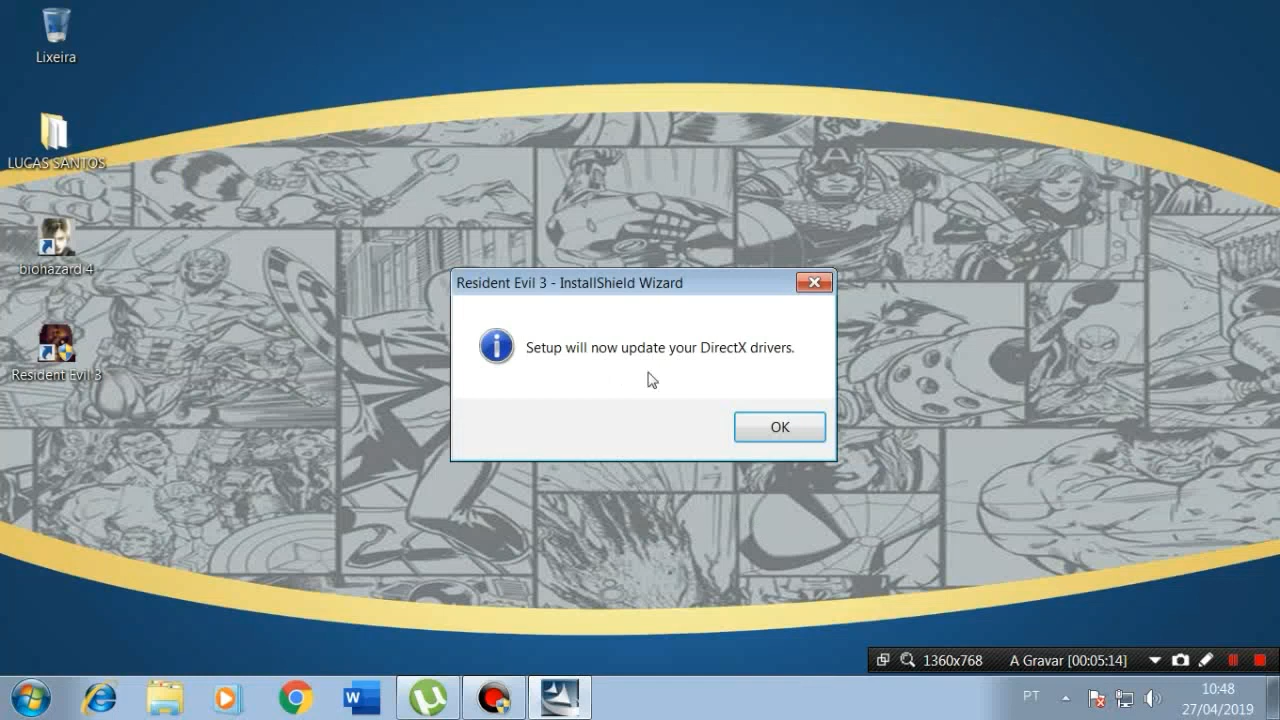 Lixeira
LUCAS SANTOS
biohazard 4
Resident Evil 3
Resident Evil 3 - InstallShield Wizard
Setup will now update your DirectX drivers.
OK
A
1360x768 A Gravar [00:05:14]
W
PT
10:48
27/04/2019